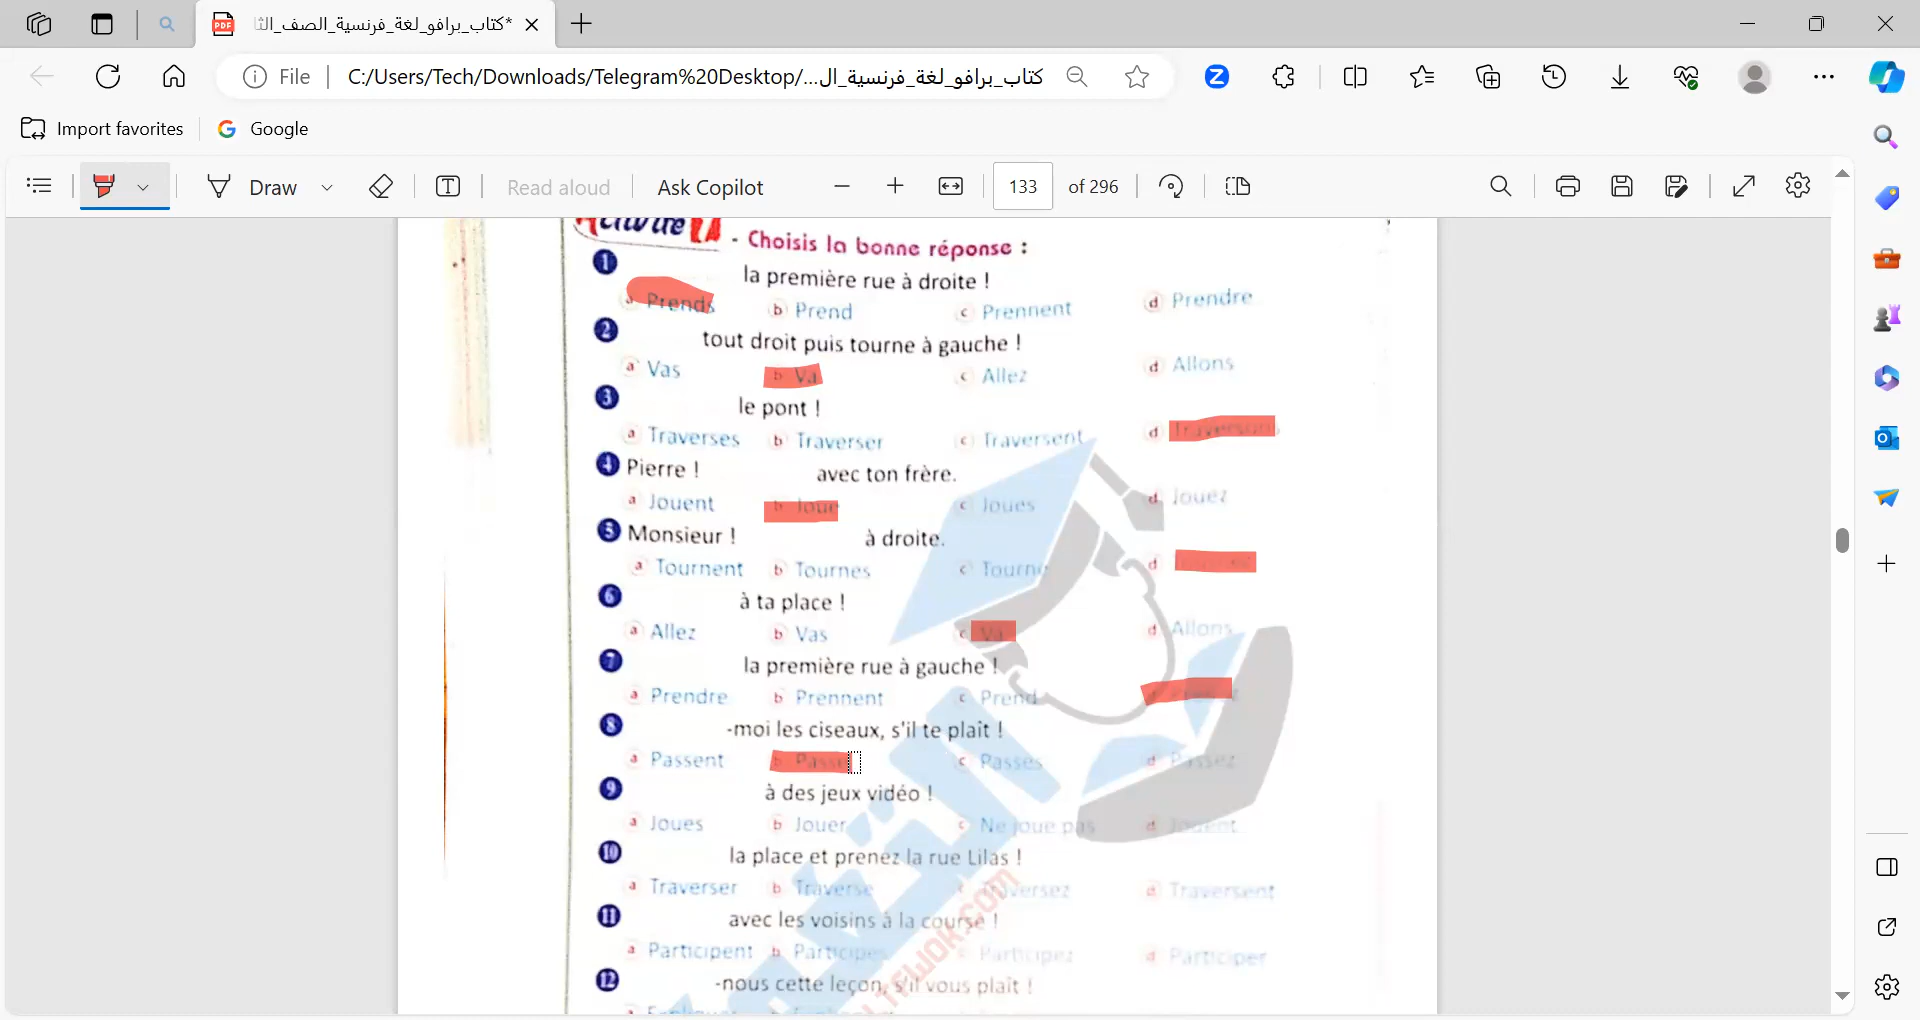 *كتاب_برافو_لغة_فرنسية_الصف_الثا
File
C:/Users/Tech/Downloads/Telegram%20Desktop/...كتاب_برافو_لغة_فرنسية_ال
Import favorites
Google
Draw
Read aloud
Ask Copilot
133
of 296
Activité
- Choisis la bonne réponse :
1
la première rue à droite !
a Prends b Prend c Prennent d Prendre
2
tout droit puis tourne à gauche !
a Vas b Va c Allez d Allons
3
le pont !
a Traverses b Traverser c Traversent d Traversons
4 Pierre ! avec ton frère.
a Jouent b Joue c Joues d Jouez
5 Monsieur ! à droite.
a Tournent b Tournes c Tourne d
6
à ta place !
a Allez b Vas c Va d Allons
7
la première rue à gauche !
a Prendre b Prennent c Prend
8
-moi les ciseaux, s'il te plaît !
a Passent b Passe c Passes d Passez
9
à des jeux vidéo !
a Joues b Jouer c Ne joue pas d Jouent
10
la place et prenez la rue Lilas !
a Traverser b Traverse c Traversez d Traversent
11
avec les voisins à la course !
a Participent b Participes c Participez d Participer
12
-nous cette leçon, s'il vous plaît !